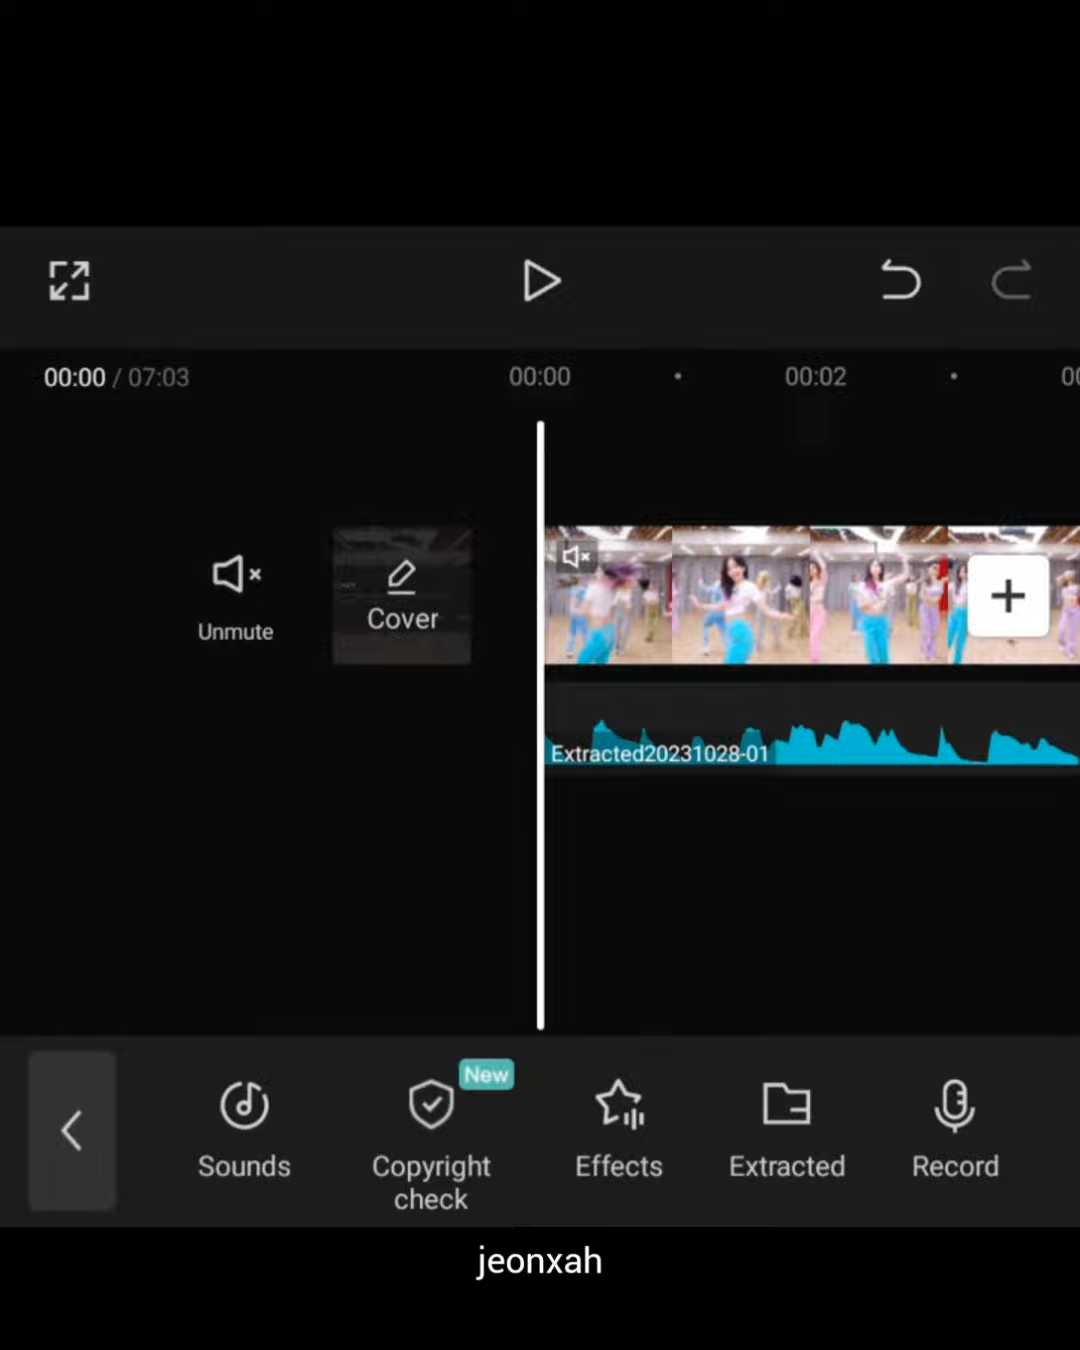 00:00 / 07:03
00:00
00:02
Unmute
Cover
Extracted20231028-01
New
Sounds
Copyright
check
Effects
Extracted
Record
jeonxah